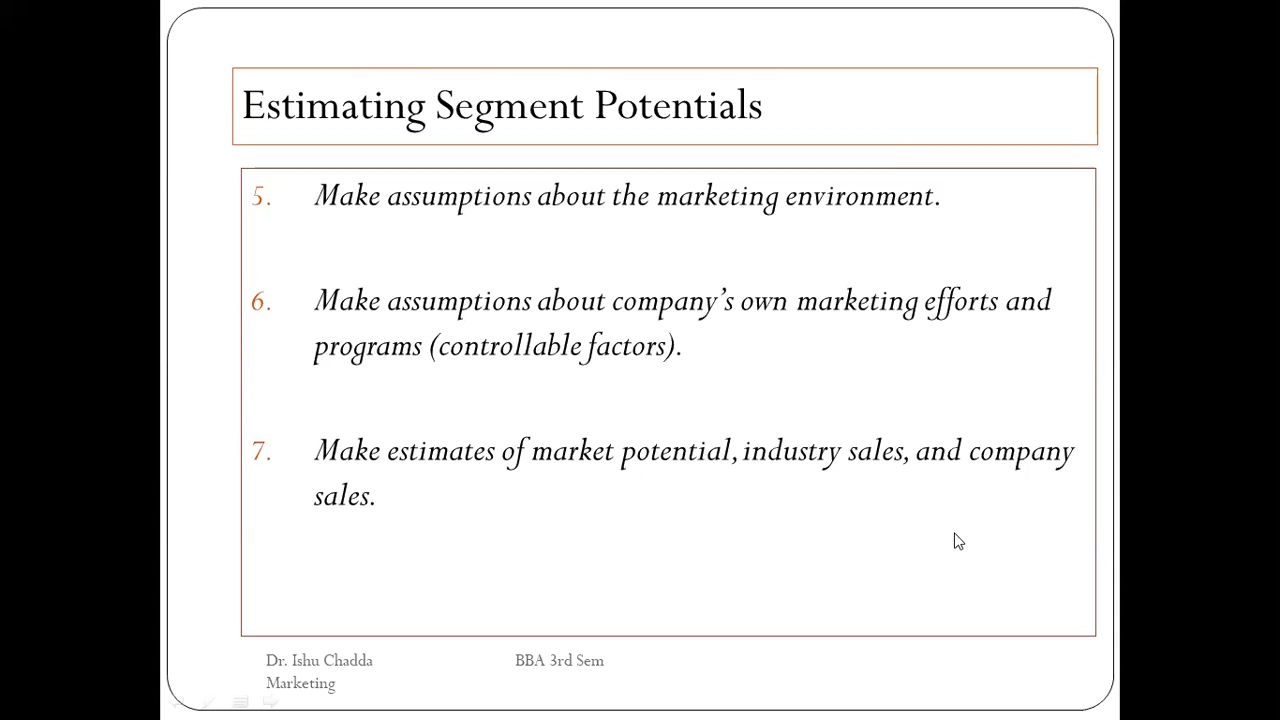 Estimating Segment Potentials
5. Make assumptions about the marketing environment.
6. Make assumptions about company’s own marketing efforts and
programs (controllable factors).
7. Make estimates of market potential, industry sales, and company
sales.
Dr. Ishu Chadda BBA 3rd Sem
Marketing